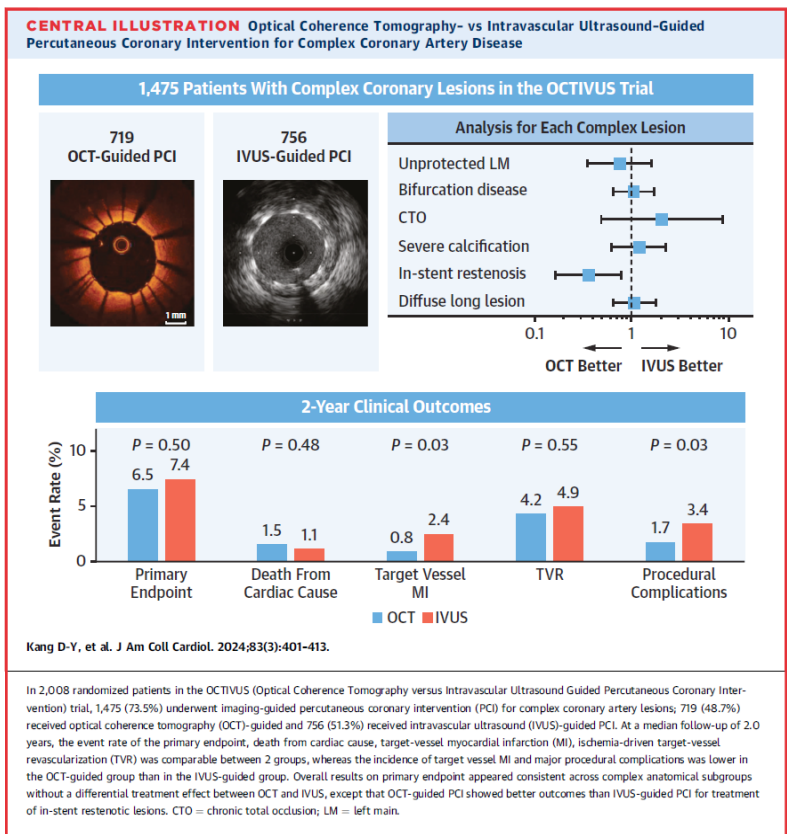 CENTRAL ILLUSTRATION Optical Coherence Tomography- vs Intravascular Ultrasound-Guided
Percutaneous Coronary Intervention for Complex Coronary Artery Disease
1,475 Patients With Complex Coronary Lesions in the OCTIVUS Trial
719
OCT-Guided PCI
1 mm
756
IVUS-Guided PCI
Analysis for Each Complex Lesion
Unprotected LM
Bifurcation disease
CTO
Severe calcification
In-stent restenosis
Diffuse long lesion
0.1 1 10
OCT Better IVUS Better
2-Year Clinical Outcomes
Event Rate (%)
10
5
0
P = 0.50 P = 0.48 P = 0.03 P = 0.55 P = 0.03
6.5 7.4 1.5 1.1 0.8 2.4 4.2 4.9 1.7 3.4
Primary
Endpoint
Death From
Cardiac Cause
Target Vessel
MI
TVR
Procedural
Complications
OCT IVUS
Kang D-Y, et al. J Am Coll Cardiol. 2024;83(3):401-413.
In 2,008 randomized patients in the OCTIVUS (Optical Coherence Tomography versus Intravascular Ultrasound Guided Percutaneous Coronary Inter-
vention) trial, 1,475 (73.5%) underwent imaging-guided percutaneous coronary intervention (PCI) for complex coronary artery lesions; 719 (48.7%)
received optical coherence tomography (OCT)-guided and 756 (51.3%) received intravascular ultrasound (IVUS)-guided PCI. At a median follow-up of 2.0
years, the event rate of the primary endpoint, death from cardiac cause, target-vessel myocardial infarction (MI), ischemia-driven target-vessel
revascularization (TVR) was comparable between 2 groups, whereas the incidence of target vessel MI and major procedural complications was lower in
the OCT-guided group than in the IVUS-guided group. Overall results on primary endpoint appeared consistent across complex anatomical subgroups
without a differential treatment effect between OCT and IVUS, except that OCT-guided PCI showed better outcomes than IVUS-guided PCI for treatment
of in-stent restenotic lesions. CTO = chronic total occlusion; LM = left main.